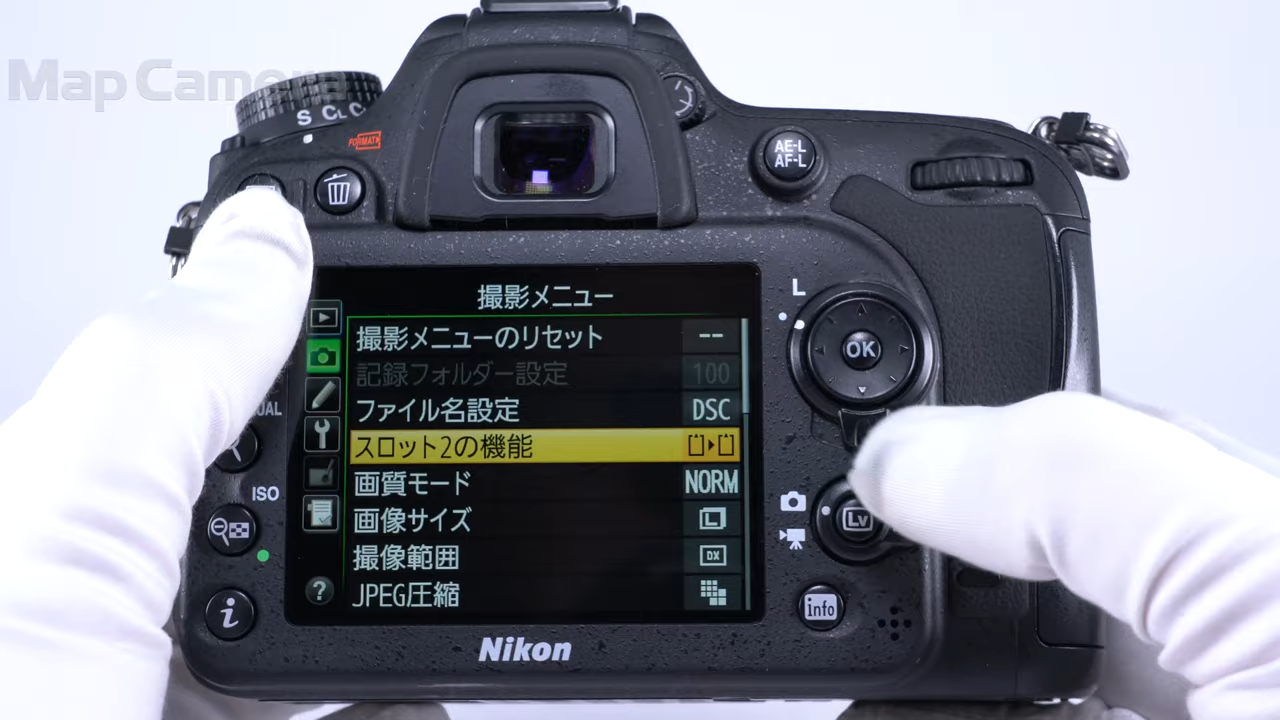 Map Camera
S CL C
FORMAT
AE-L
AF-L
L
撮影メニュー
撮影メニューのリセット --
記録フォルダー設定 100
ファイル名設定 DSC
スロット2の機能
画質モード NORM
画像サイズ L
撮像範囲 DX
JPEG圧縮
?
OK
UAL
ISO
Lv
i
info
Nikon